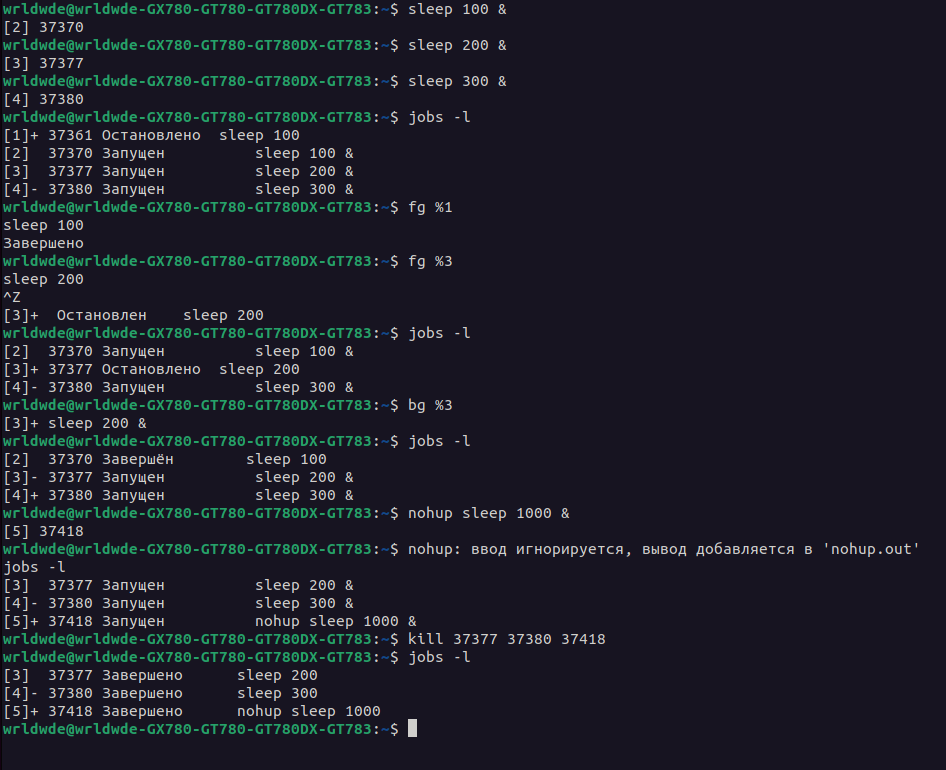 wrldwde@wrldwde-GX780-GT780-GT780DX-GT783:~$ sleep 100 &
[2] 37370
wrldwde@wrldwde-GX780-GT780-GT780DX-GT783:~$ sleep 200 &
[3] 37377
wrldwde@wrldwde-GX780-GT780-GT780DX-GT783:~$ sleep 300 &
[4] 37380
wrldwde@wrldwde-GX780-GT780-GT780DX-GT783:~$ jobs -l
[1]+ 37361 Остановлено  sleep 100
[2]  37370 Запущен          sleep 100 &
[3]  37377 Запущен          sleep 200 &
[4]- 37380 Запущен          sleep 300 &
wrldwde@wrldwde-GX780-GT780-GT780DX-GT783:~$ fg %1
sleep 100
Завершено
wrldwde@wrldwde-GX780-GT780-GT780DX-GT783:~$ fg %3
sleep 200
^Z
[3]+  Остановлен    sleep 200
wrldwde@wrldwde-GX780-GT780-GT780DX-GT783:~$ jobs -l
[2]  37370 Запущен          sleep 100 &
[3]+ 37377 Остановлено  sleep 200
[4]- 37380 Запущен          sleep 300 &
wrldwde@wrldwde-GX780-GT780-GT780DX-GT783:~$ bg %3
[3]+ sleep 200 &
wrldwde@wrldwde-GX780-GT780-GT780DX-GT783:~$ jobs -l
[2]  37370 Завершён        sleep 100
[3]- 37377 Запущен          sleep 200 &
[4]+ 37380 Запущен          sleep 300 &
wrldwde@wrldwde-GX780-GT780-GT780DX-GT783:~$ nohup sleep 1000 &
[5] 37418
wrldwde@wrldwde-GX780-GT780-GT780DX-GT783:~$ nohup: ввод игнорируется, вывод добавляется в 'nohup.out'
jobs -l
[3]  37377 Запущен          sleep 200 &
[4]- 37380 Запущен          sleep 300 &
[5]+ 37418 Запущен          nohup sleep 1000 &
wrldwde@wrldwde-GX780-GT780-GT780DX-GT783:~$ kill 37377 37380 37418
wrldwde@wrldwde-GX780-GT780-GT780DX-GT783:~$ jobs -l
[3]  37377 Завершено      sleep 200
[4]- 37380 Завершено      sleep 300
[5]+ 37418 Завершено      nohup sleep 1000
wrldwde@wrldwde-GX780-GT780-GT780DX-GT783:~$